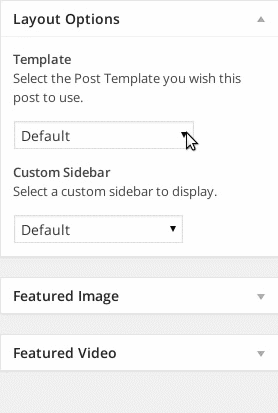 Layout Options
Template
Select the Post Template you wish this
post to use.
Default
Custom Sidebar
Select a custom sidebar to display.
Default
Featured Image
Featured Video